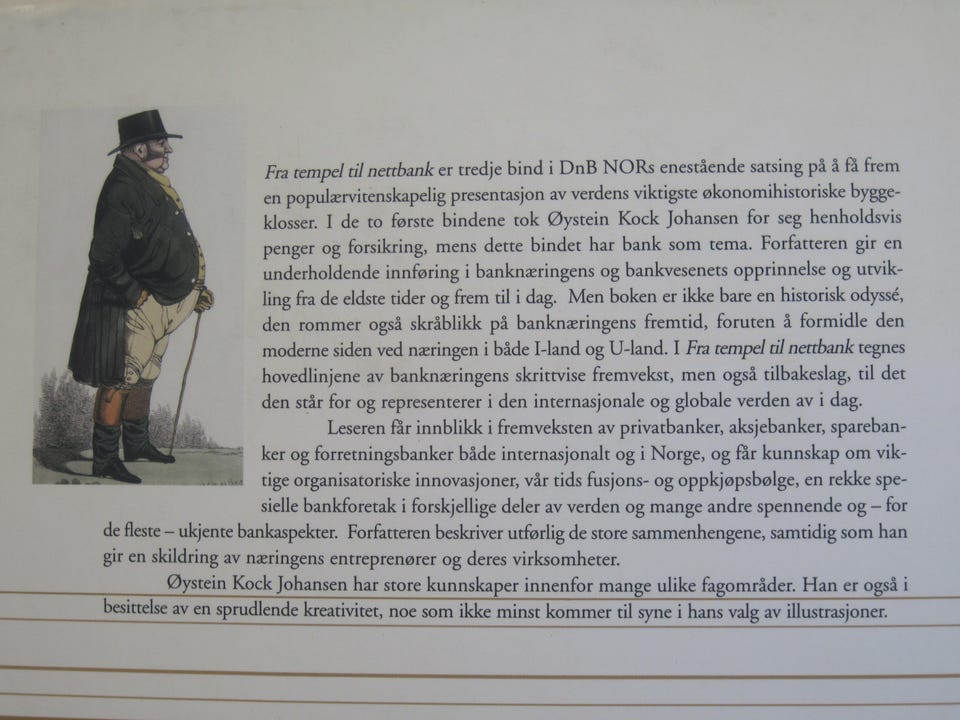 Fra tempel til nettbank er tredje bind i DnB NORs enestående satsing på å få frem
en populærvitenskapelig presentasjon av verdens viktigste økonomihistoriske bygge-
klosser. I de to første bindene tok Øystein Kock Johansen for seg henholdsvis
penger og forsikring, mens dette bindet har bank som tema. Forfatteren gir en
underholdende innføring i banknæringens og bankvesenets opprinnelse og utvik-
ling fra de eldste tider og frem til i dag. Men boken er ikke bare en historisk odyssé,
den rommer også skråblikk på banknæringens fremtid, foruten å formidle den
moderne siden ved næringen i både I-land og U-land. I Fra tempel til nettbank tegnes
hovedlinjene av banknæringens skrittvise fremvekst, men også tilbakeslag, til det
den står for og representerer i den internasjonale og globale verden av i dag.
Leseren får innblikk i fremveksten av privatbanker, aksjebanker, spareban-
ker og forretningsbanker både internasjonalt og i Norge, og får kunnskap om vik-
tige organisatoriske innovasjoner, vår tids fusjons- og oppkjøpsbølge, en rekke spe-
sielle bankforetak i forskjellige deler av verden og mange andre spennende og – for
de fleste – ukjente bankaspekter. Forfatteren beskriver utførlig de store sammenhengene, samtidig som han
gir en skildring av næringens entreprenører og deres virksomheter.
Øystein Kock Johansen har store kunnskaper innenfor mange ulike fagområder. Han er også i
besittelse av en sprudlende kreativitet, noe som ikke minst kommer til syne i hans valg av illustrasjoner.